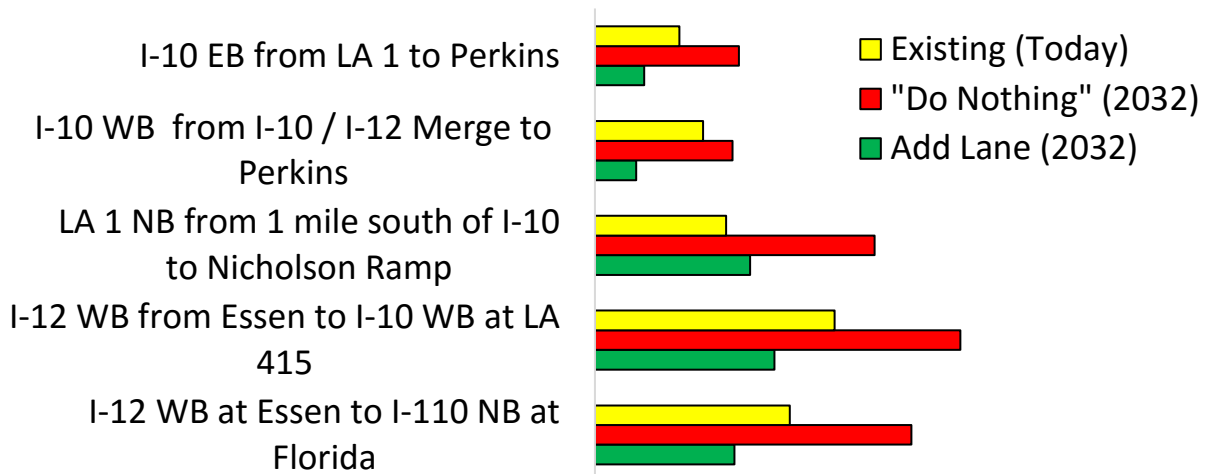 I-10 EB from LA 1 to Perkins
I-10 WB  from I-10 / I-12 Merge to
Perkins
LA 1 NB from 1 mile south of I-10
to Nicholson Ramp
I-12 WB from Essen to I-10 WB at LA
415
I-12 WB at Essen to I-110 NB at
Florida
Existing (Today)
"Do Nothing" (2032)
Add Lane (2032)